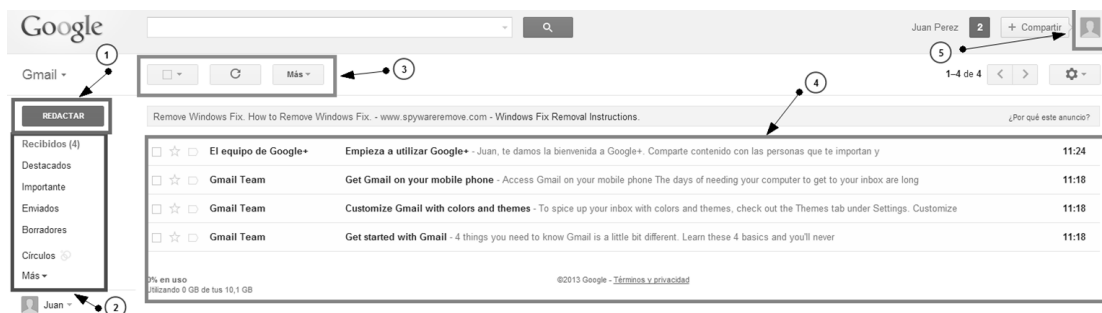 Google
Juan Perez 2 + Compartir
1
5
3
Gmail
Más
1–4 de 4
4
REDACTAR
Remove Windows Fix. How to Remove Windows Fix. - www.spywareremove.com - Windows Fix Removal Instructions. ¿Por qué este anuncio?
Recibidos (4)
Destacados
Importante
Enviados
Borradores
Círculos
Más
El equipo de Google+ Empieza a utilizar Google+ - Juan, te damos la bienvenida a Google+. Comparte contenido con las personas que te importan y 11:24
Gmail Team Get Gmail on your mobile phone - Access Gmail on your mobile phone The days of needing your computer to get to your inbox are long 11:18
Gmail Team Customize Gmail with colors and themes - To spice up your inbox with colors and themes, check out the Themes tab under Settings. Customize 11:18
Gmail Team Get started with Gmail - 4 things you need to know Gmail is a little bit different. Learn these 4 basics and you'll never 11:18
0% en uso
Utilizando 0 GB de tus 10,1 GB
©2013 Google - Términos y privacidad
Juan
2